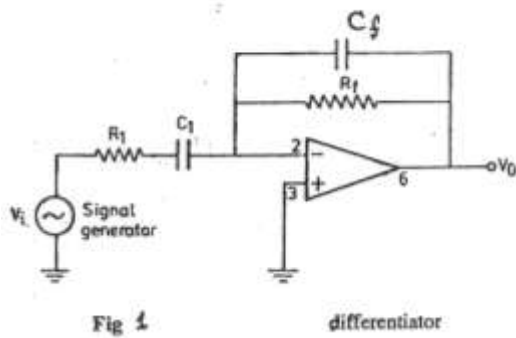 Cf
Rf
R1 C1
2
3
6
V0
Vi
Signal
generator
Fig 1 differentiator